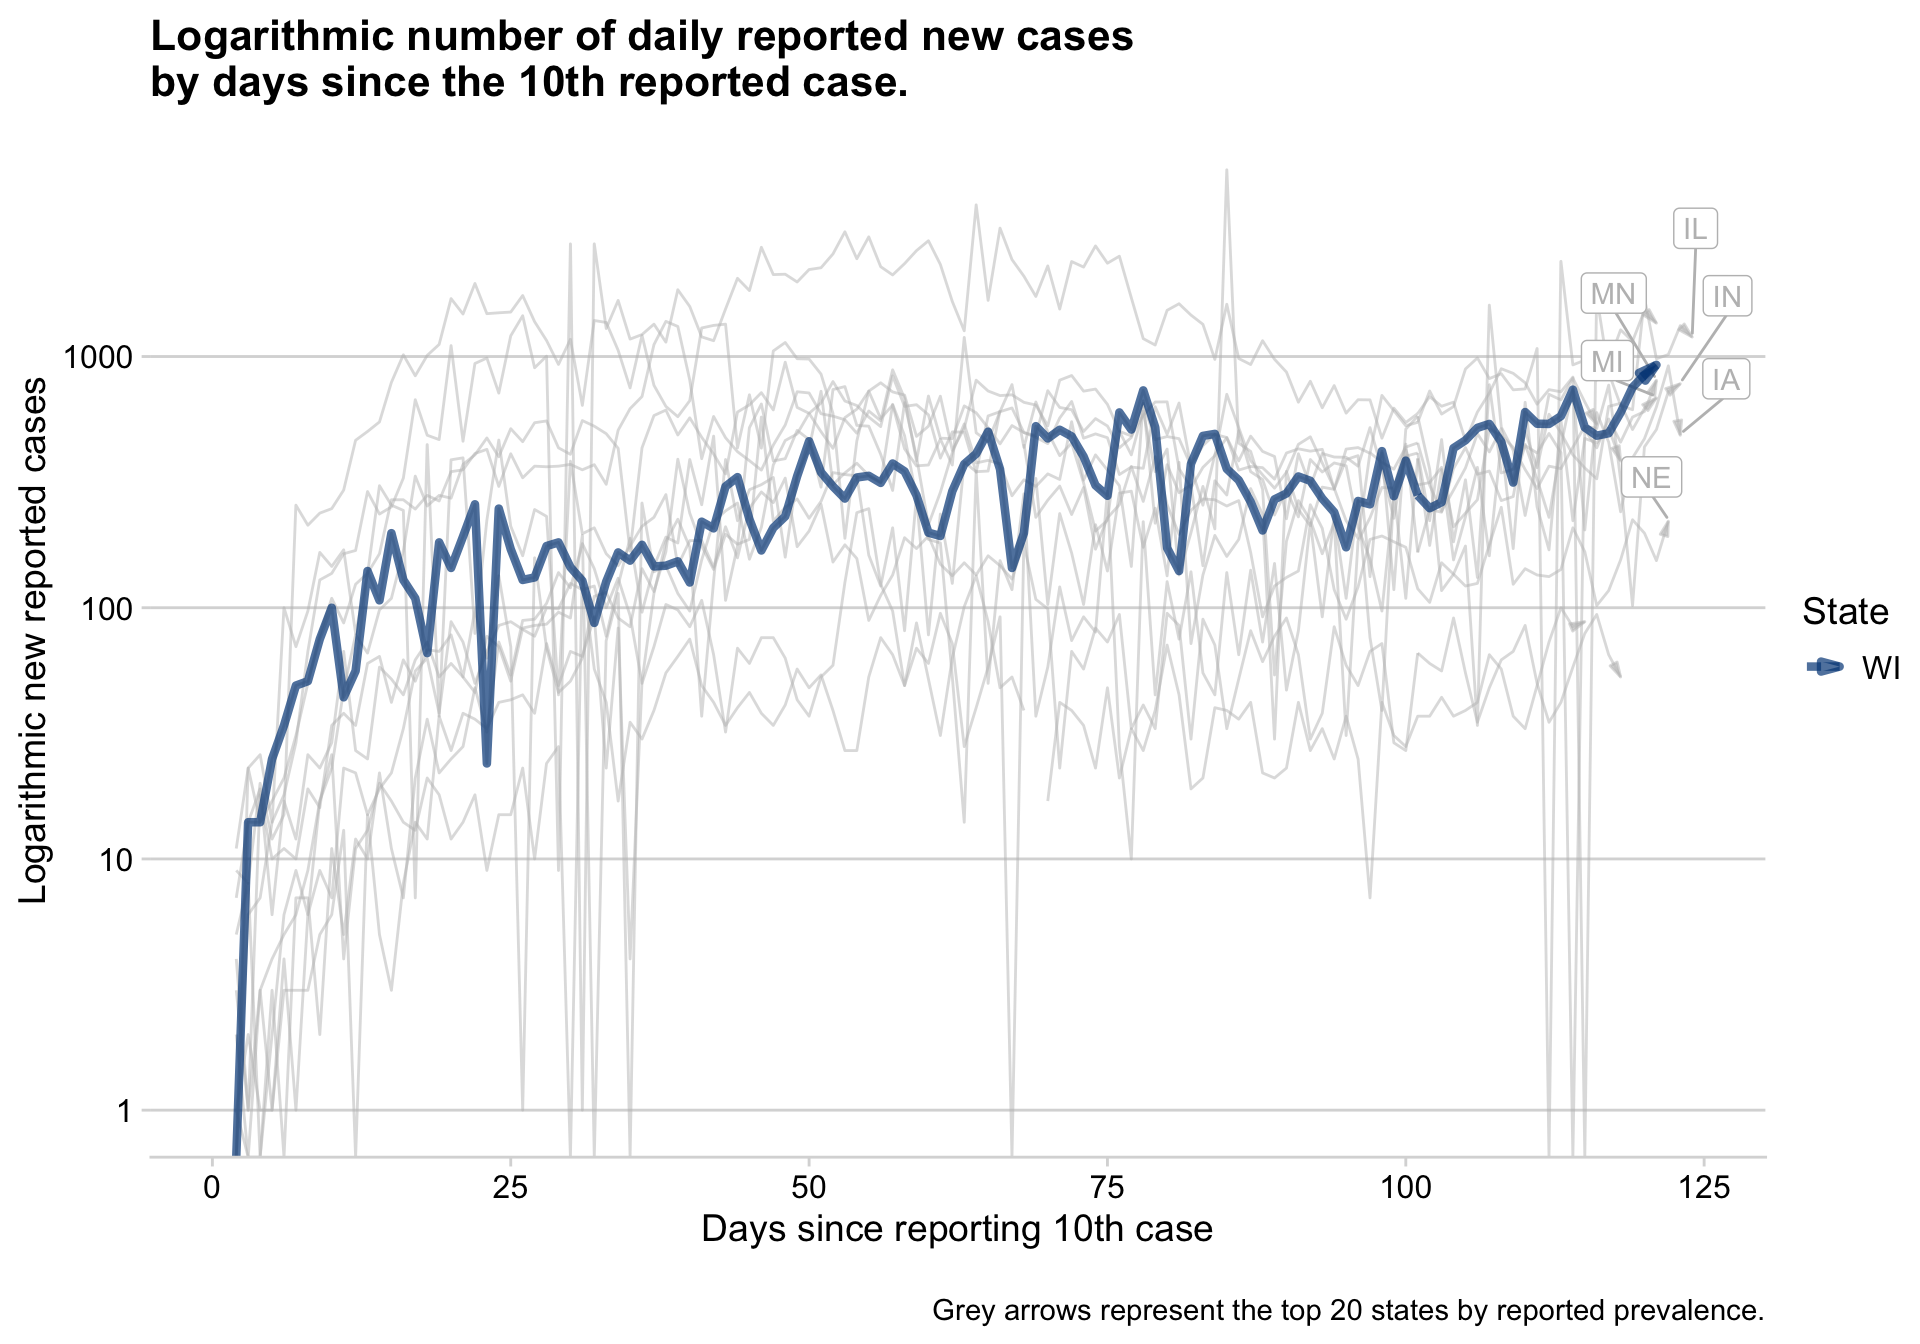 Logarithmic number of daily reported new cases
by days since the 10th reported case.
Logarithmic new reported cases
1000
100
10
1
IL
MN
IN
MI
IA
NE
State
WI
0
25
50
75
100
125
Days since reporting 10th case
Grey arrows represent the top 20 states by reported prevalence.